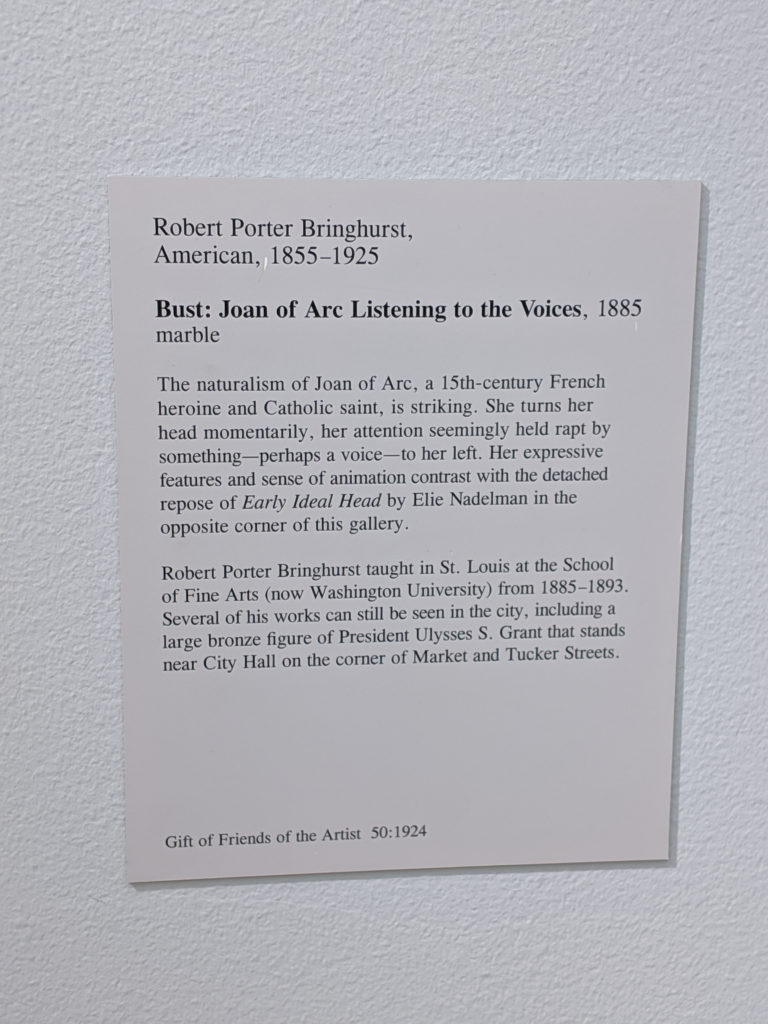 Robert Porter Bringhurst,
American, 1855–1925
Bust: Joan of Arc Listening to the Voices, 1885
marble
The naturalism of Joan of Arc, a 15th-century French
heroine and Catholic saint, is striking. She turns her
head momentarily, her attention seemingly held rapt by
something—perhaps a voice—to her left. Her expressive
features and sense of animation contrast with the detached
repose of Early Ideal Head by Elie Nadelman in the
opposite corner of this gallery.
Robert Porter Bringhurst taught in St. Louis at the School
of Fine Arts (now Washington University) from 1885–1893.
Several of his works can still be seen in the city, including a
large bronze figure of President Ulysses S. Grant that stands
near City Hall on the corner of Market and Tucker Streets.
Gift of Friends of the Artist 50:1924